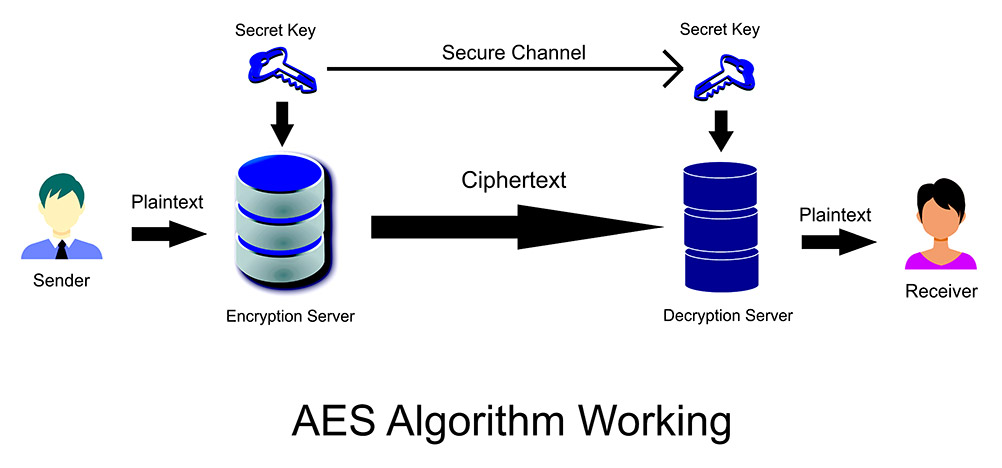 Secret Key
Secure Channel
Secret Key
Plaintext
Ciphertext
Plaintext
Sender
Encryption Server
Decryption Server
Receiver
AES Algorithm Working